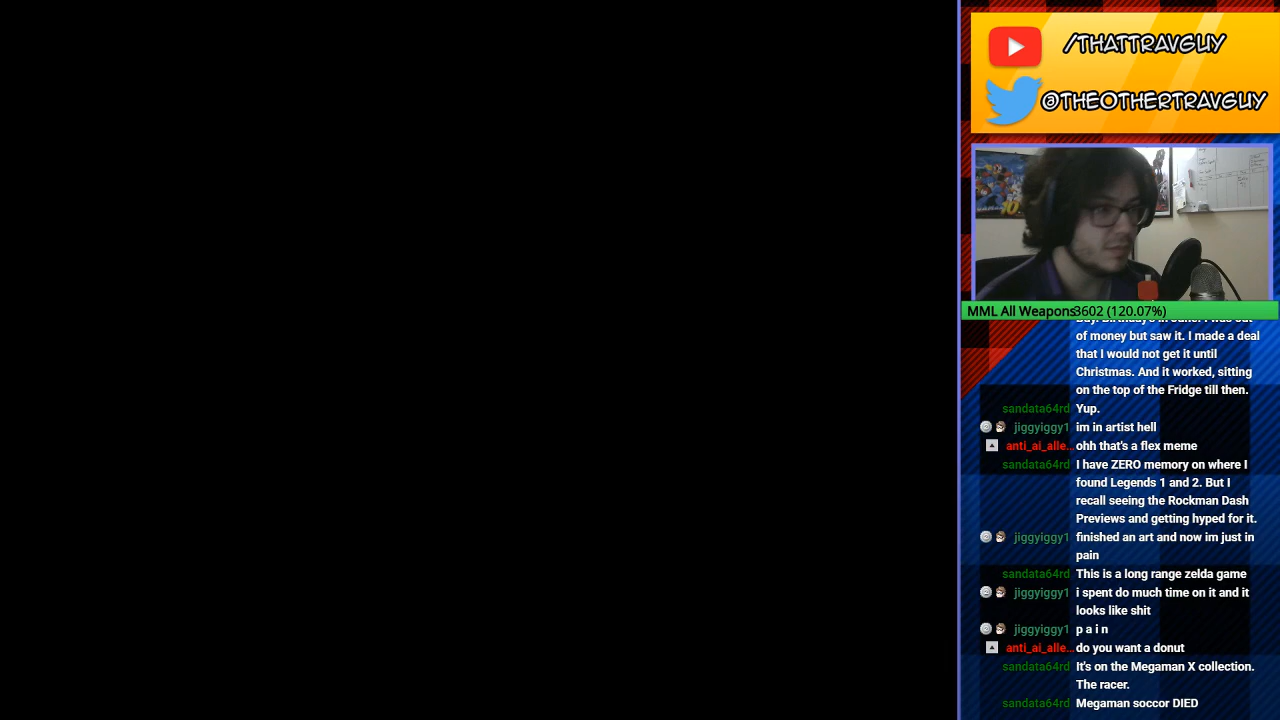 /THATTRAVGUY
@THEOTHERTRAVGUY
10
MML All Weapons 3602 (120.07%)
of money but saw it. I made a deal
that I would not get it until
Christmas. And it worked, sitting
on the top of the Fridge till then.
sandata64rd Yup.
jiggyiggy1 im in artist hell
anti_ai_alle... ohh that's a flex meme
sandata64rd I have ZERO memory on where I
found Legends 1 and 2. But I
recall seeing the Rockman Dash
Previews and getting hyped for it.
jiggyiggy1 finished an art and now im just in
pain
sandata64rd This is a long range zelda game
jiggyiggy1 i spent do much time on it and it
looks like shit
jiggyiggy1 p a i n
anti_ai_alle... do you want a donut
sandata64rd It's on the Megaman X collection.
The racer.
sandata64rd Megaman soccor DIED